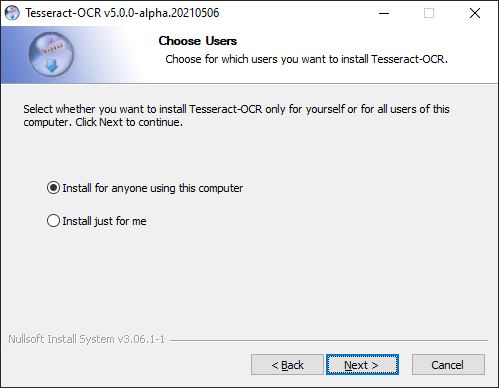 Tesseract-OCR v5.0.0-alpha.20210506
Choose Users
Choose for which users you want to install Tesseract-OCR.
Select whether you want to install Tesseract-OCR only for yourself or for all users of this
computer. Click Next to continue.
Install for anyone using this computer
Install just for me
Nullsoft Install System v3.06.1-1
< Back
Next >
Cancel